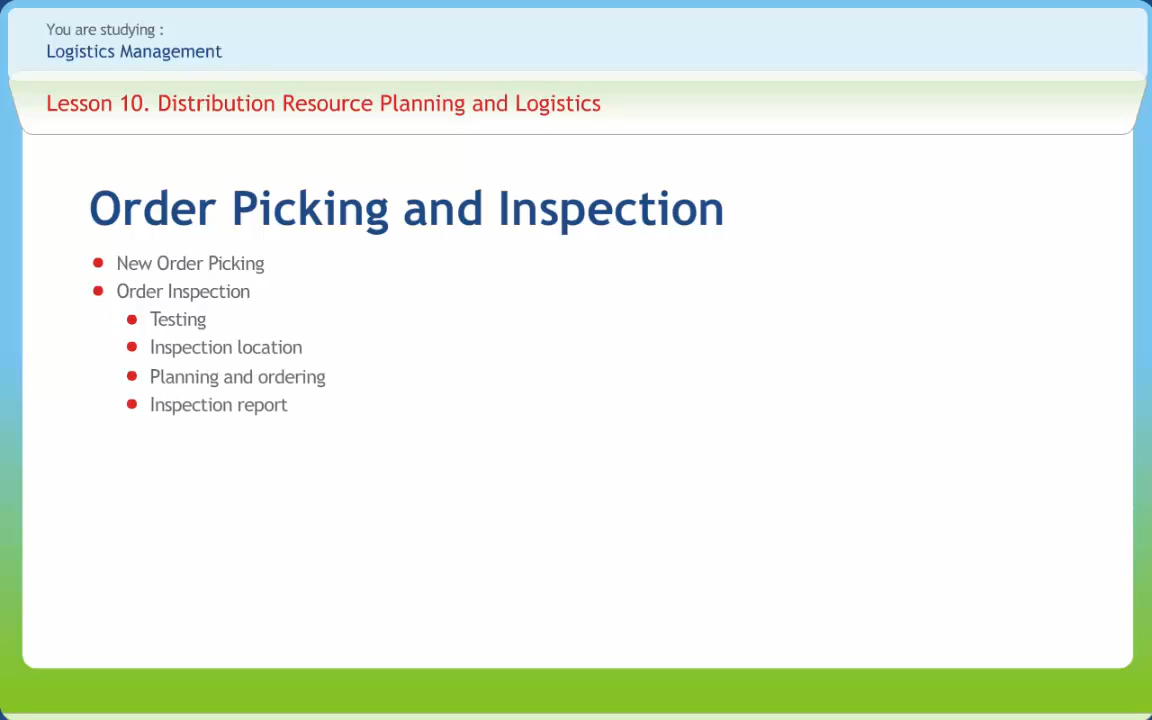 You are studying :
Logistics Management
Lesson 10. Distribution Resource Planning and Logistics
Order Picking and Inspection
New Order Picking
Order Inspection
Testing
Inspection location
Planning and ordering
Inspection report